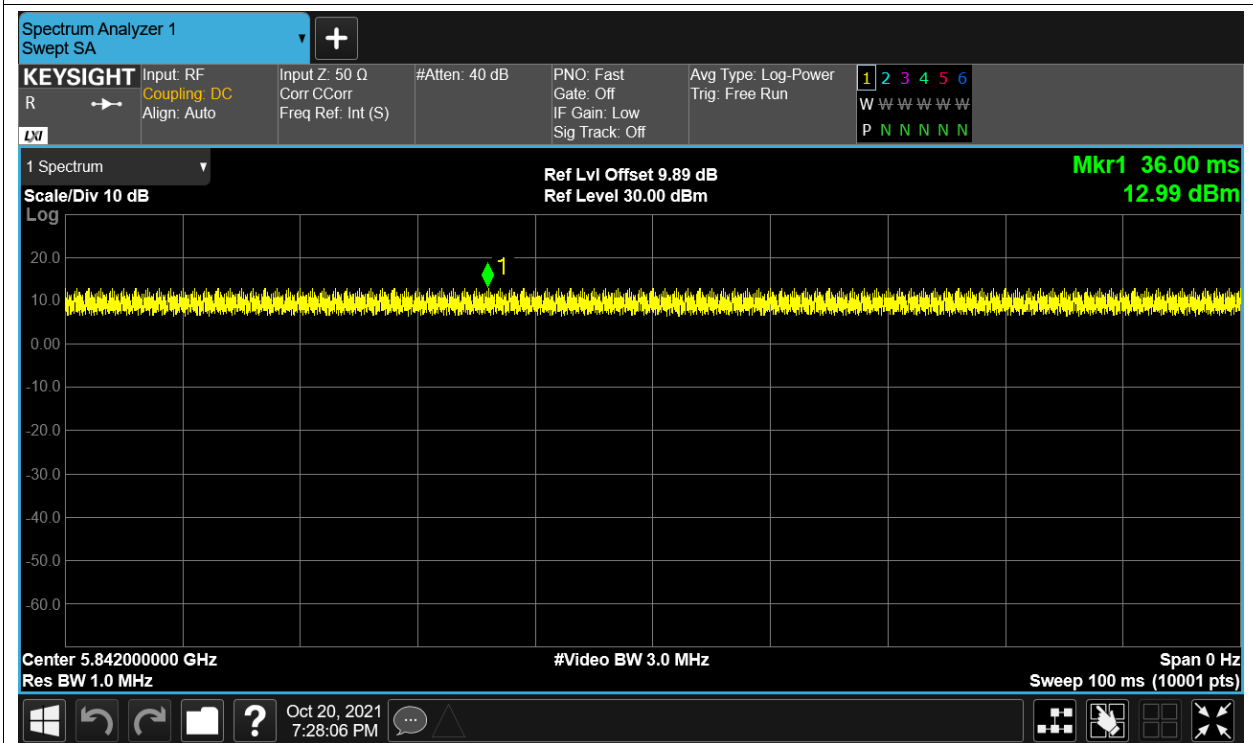 Spectrum Analyzer 1
Swept SA
KEYSIGHT
R
LXI
Input: RF
Coupling: DC
Align: Auto
Input Z: 50 Ω
Corr CCorr
Freq Ref: Int (S)
#Atten: 40 dB
PNO: Fast
Gate: Off
IF Gain: Low
Sig Track: Off
Avg Type: Log-Power
Trig: Free Run
1 2 3 4 5 6
W W W W W W
P N N N N N
1 Spectrum
Scale/Div 10 dB
Ref Lvl Offset 9.89 dB
Ref Level 30.00 dBm
Mkr1 36.00 ms
12.99 dBm
Log
20.0
10.0
0.00
-10.0
-20.0
-30.0
-40.0
-50.0
-60.0
1
Center 5.842000000 GHz
Res BW 1.0 MHz
#Video BW 3.0 MHz
Span 0 Hz
Sweep 100 ms (10001 pts)
?
Oct 20, 2021
7:28:06 PM